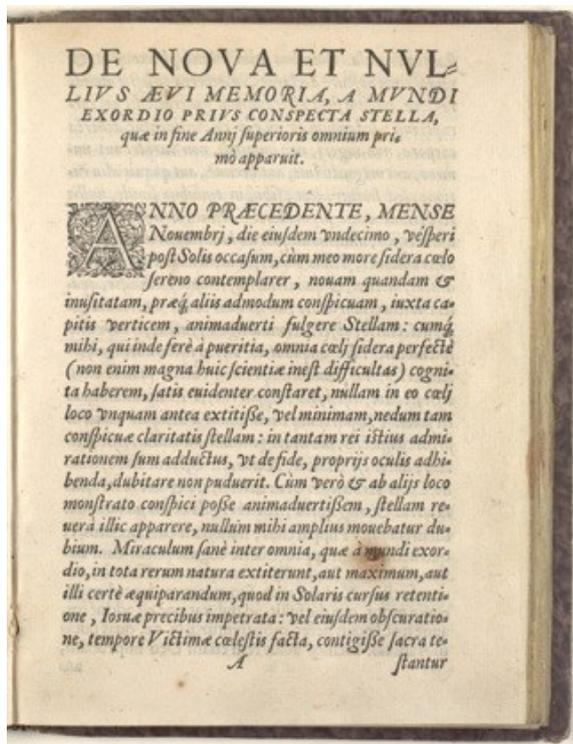 DE NOVA ET NVL⸗
LIVS ÆVI MEMORIA, A MVNDI
EXORDIO PRIVS CONSPECTA STELLA,
quæ in fine Annj superioris omnium pri⸗
mò apparuit.
ANNO PRÆCEDENTE, MENSE
Nouembrj, die eiusdem vndecimo, vesperi
post Solis occasum, cùm meo more sidera cœlo
sereno contemplarer, nouam quandam &
inusitatam, præq́; alijs admodum conspicuam, iuxta ca⸗
pitis verticem, animaduerti fulgere Stellam: cumq́;
mihi, qui inde ferè à pueritia, omnia cœlj sidera perfectè
(non enim magna huic scientiæ inest difficultas) cogni⸗
ta haberem, satis euidenter constaret, nullam in eo cœlj
loco vnquam antea extitisse, vel minimam, nedum tam
conspicuæ claritatis stellam: in tantam rei istius admi⸗
rationem sum adductus, vt de fide, proprijs oculis adhi⸗
benda, dubitare non puduerit. Cùm verò & ab alijs loco
monstrato conspici posse animaduertissem, stellam re⸗
uerà illic apparere, nullum mihi amplius mouebatur du⸗
bium. Miraculum sanè inter omnia, quæ à mundi exor⸗
dio, in tota rerum natura extiterunt, aut maximum, aut
illi certè æquiparandum, quod in Solaris cursus retenti⸗
one, Iosuæ precibus impetrata: vel eiusdem obscuratio⸗
ne, tempore Victimæ cœlestis facta, contigisse sacra te⸗
A stantur